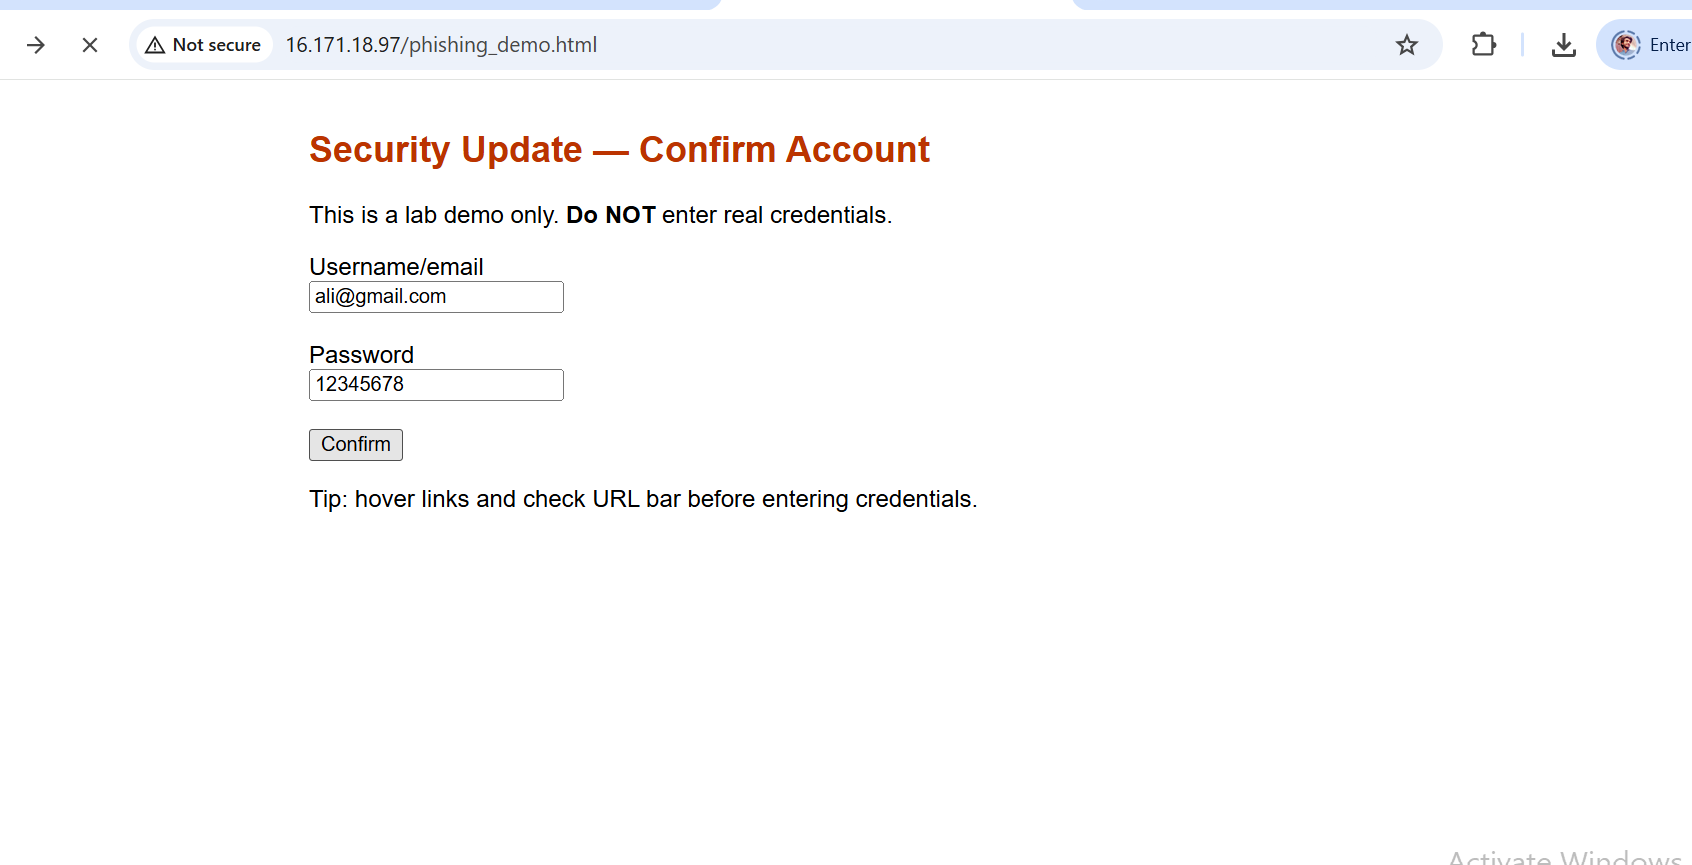 Not secure 16.171.18.97/phishing_demo.html Enter
Security Update — Confirm Account
This is a lab demo only. Do NOT enter real credentials.
Username/email
ali@gmail.com
Password
12345678
Confirm
Tip: hover links and check URL bar before entering credentials.
Activate Windows